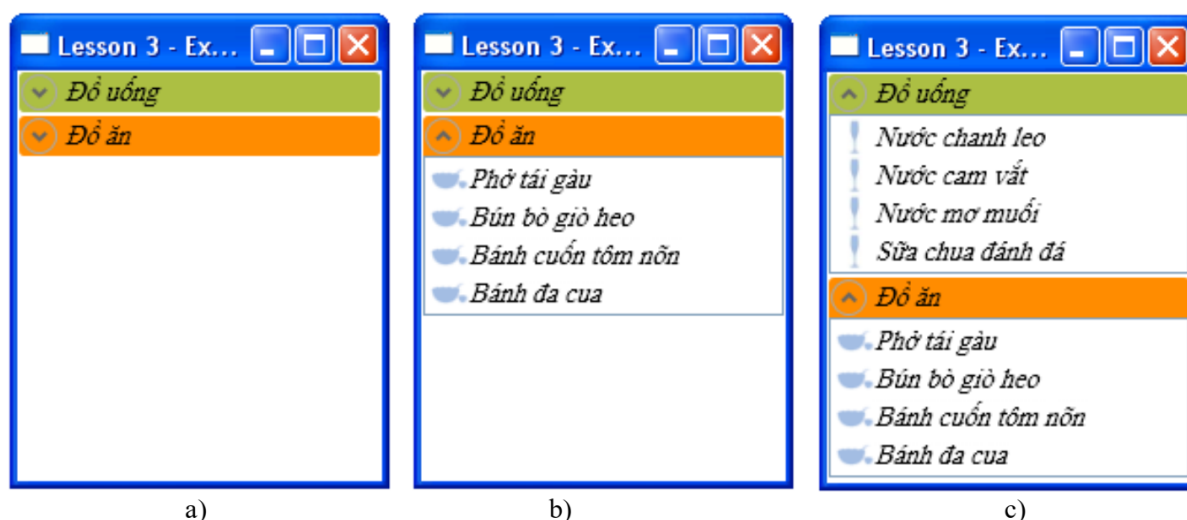 Lesson 3 - Ex...
Đồ uống
Đồ ăn
a)
Lesson 3 - Ex...
Đồ uống
Đồ ăn
Phở tái gàu
Bún bò giò heo
Bánh cuốn tôm nõn
Bánh đa cua
b)
Lesson 3 - Ex...
Đồ uống
Nước chanh leo
Nước cam vắt
Nước mơ muối
Sữa chua đánh đá
Đồ ăn
Phở tái gàu
Bún bò giò heo
Bánh cuốn tôm nõn
Bánh đa cua
c)